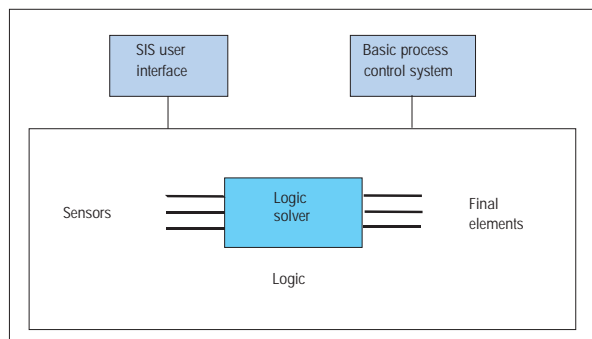 SIS user
interface
Basic process
control system
Sensors
Logic
solver
Final
elements
Logic